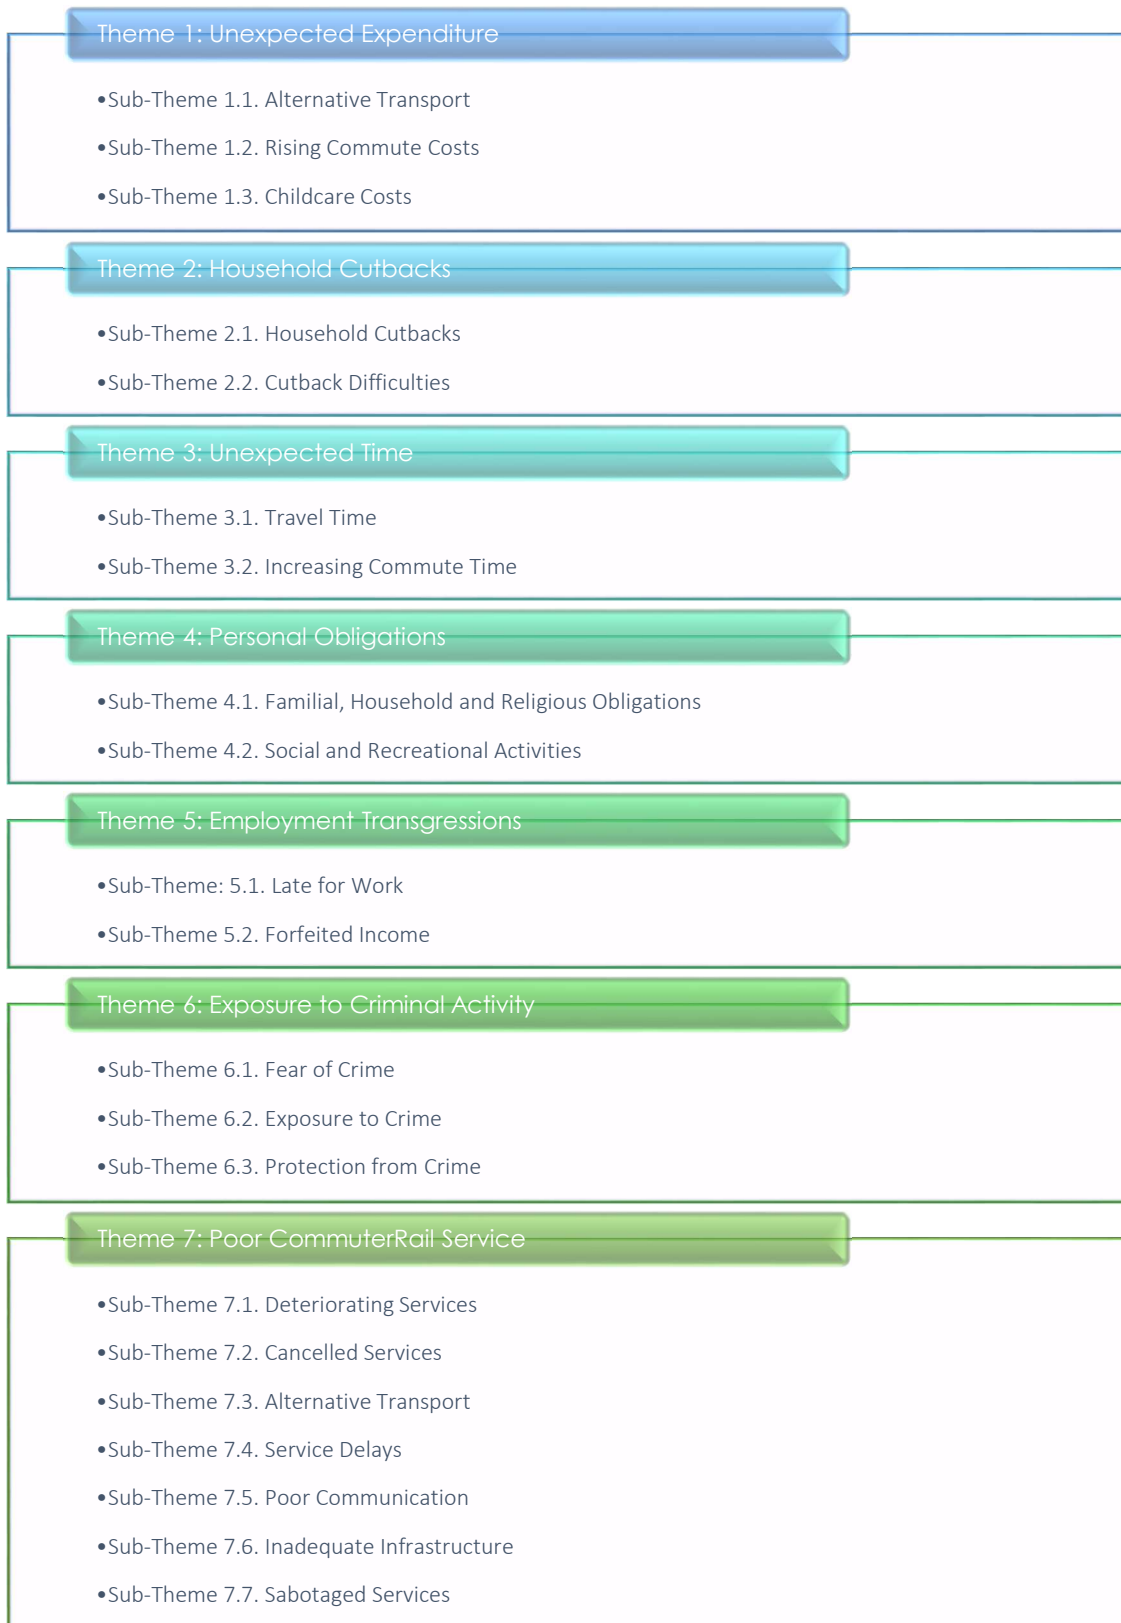 Theme 1: Unexpected Expenditure
•Sub-Theme 1.1. Alternative Transport
•Sub-Theme 1.2. Rising Commute Costs
•Sub-Theme 1.3. Childcare Costs
Theme 2: Household Cutbacks
•Sub-Theme 2.1. Household Cutbacks
•Sub-Theme 2.2. Cutback Difficulties
Theme 3: Unexpected Time
•Sub-Theme 3.1. Travel Time
•Sub-Theme 3.2. Increasing Commute Time
Theme 4: Personal Obligations
•Sub-Theme 4.1. Familial, Household and Religious Obligations
•Sub-Theme 4.2. Social and Recreational Activities
Theme 5: Employment Transgressions
•Sub-Theme: 5.1. Late for Work
•Sub-Theme 5.2. Forfeited Income
Theme 6: Exposure to Criminal Activity
•Sub-Theme 6.1. Fear of Crime
•Sub-Theme 6.2. Exposure to Crime
•Sub-Theme 6.3. Protection from Crime
Theme 7: Poor CommuterRail Service
•Sub-Theme 7.1. Deteriorating Services
•Sub-Theme 7.2. Cancelled Services
•Sub-Theme 7.3. Alternative Transport
•Sub-Theme 7.4. Service Delays
•Sub-Theme 7.5. Poor Communication
•Sub-Theme 7.6. Inadequate Infrastructure
•Sub-Theme 7.7. Sabotaged Services